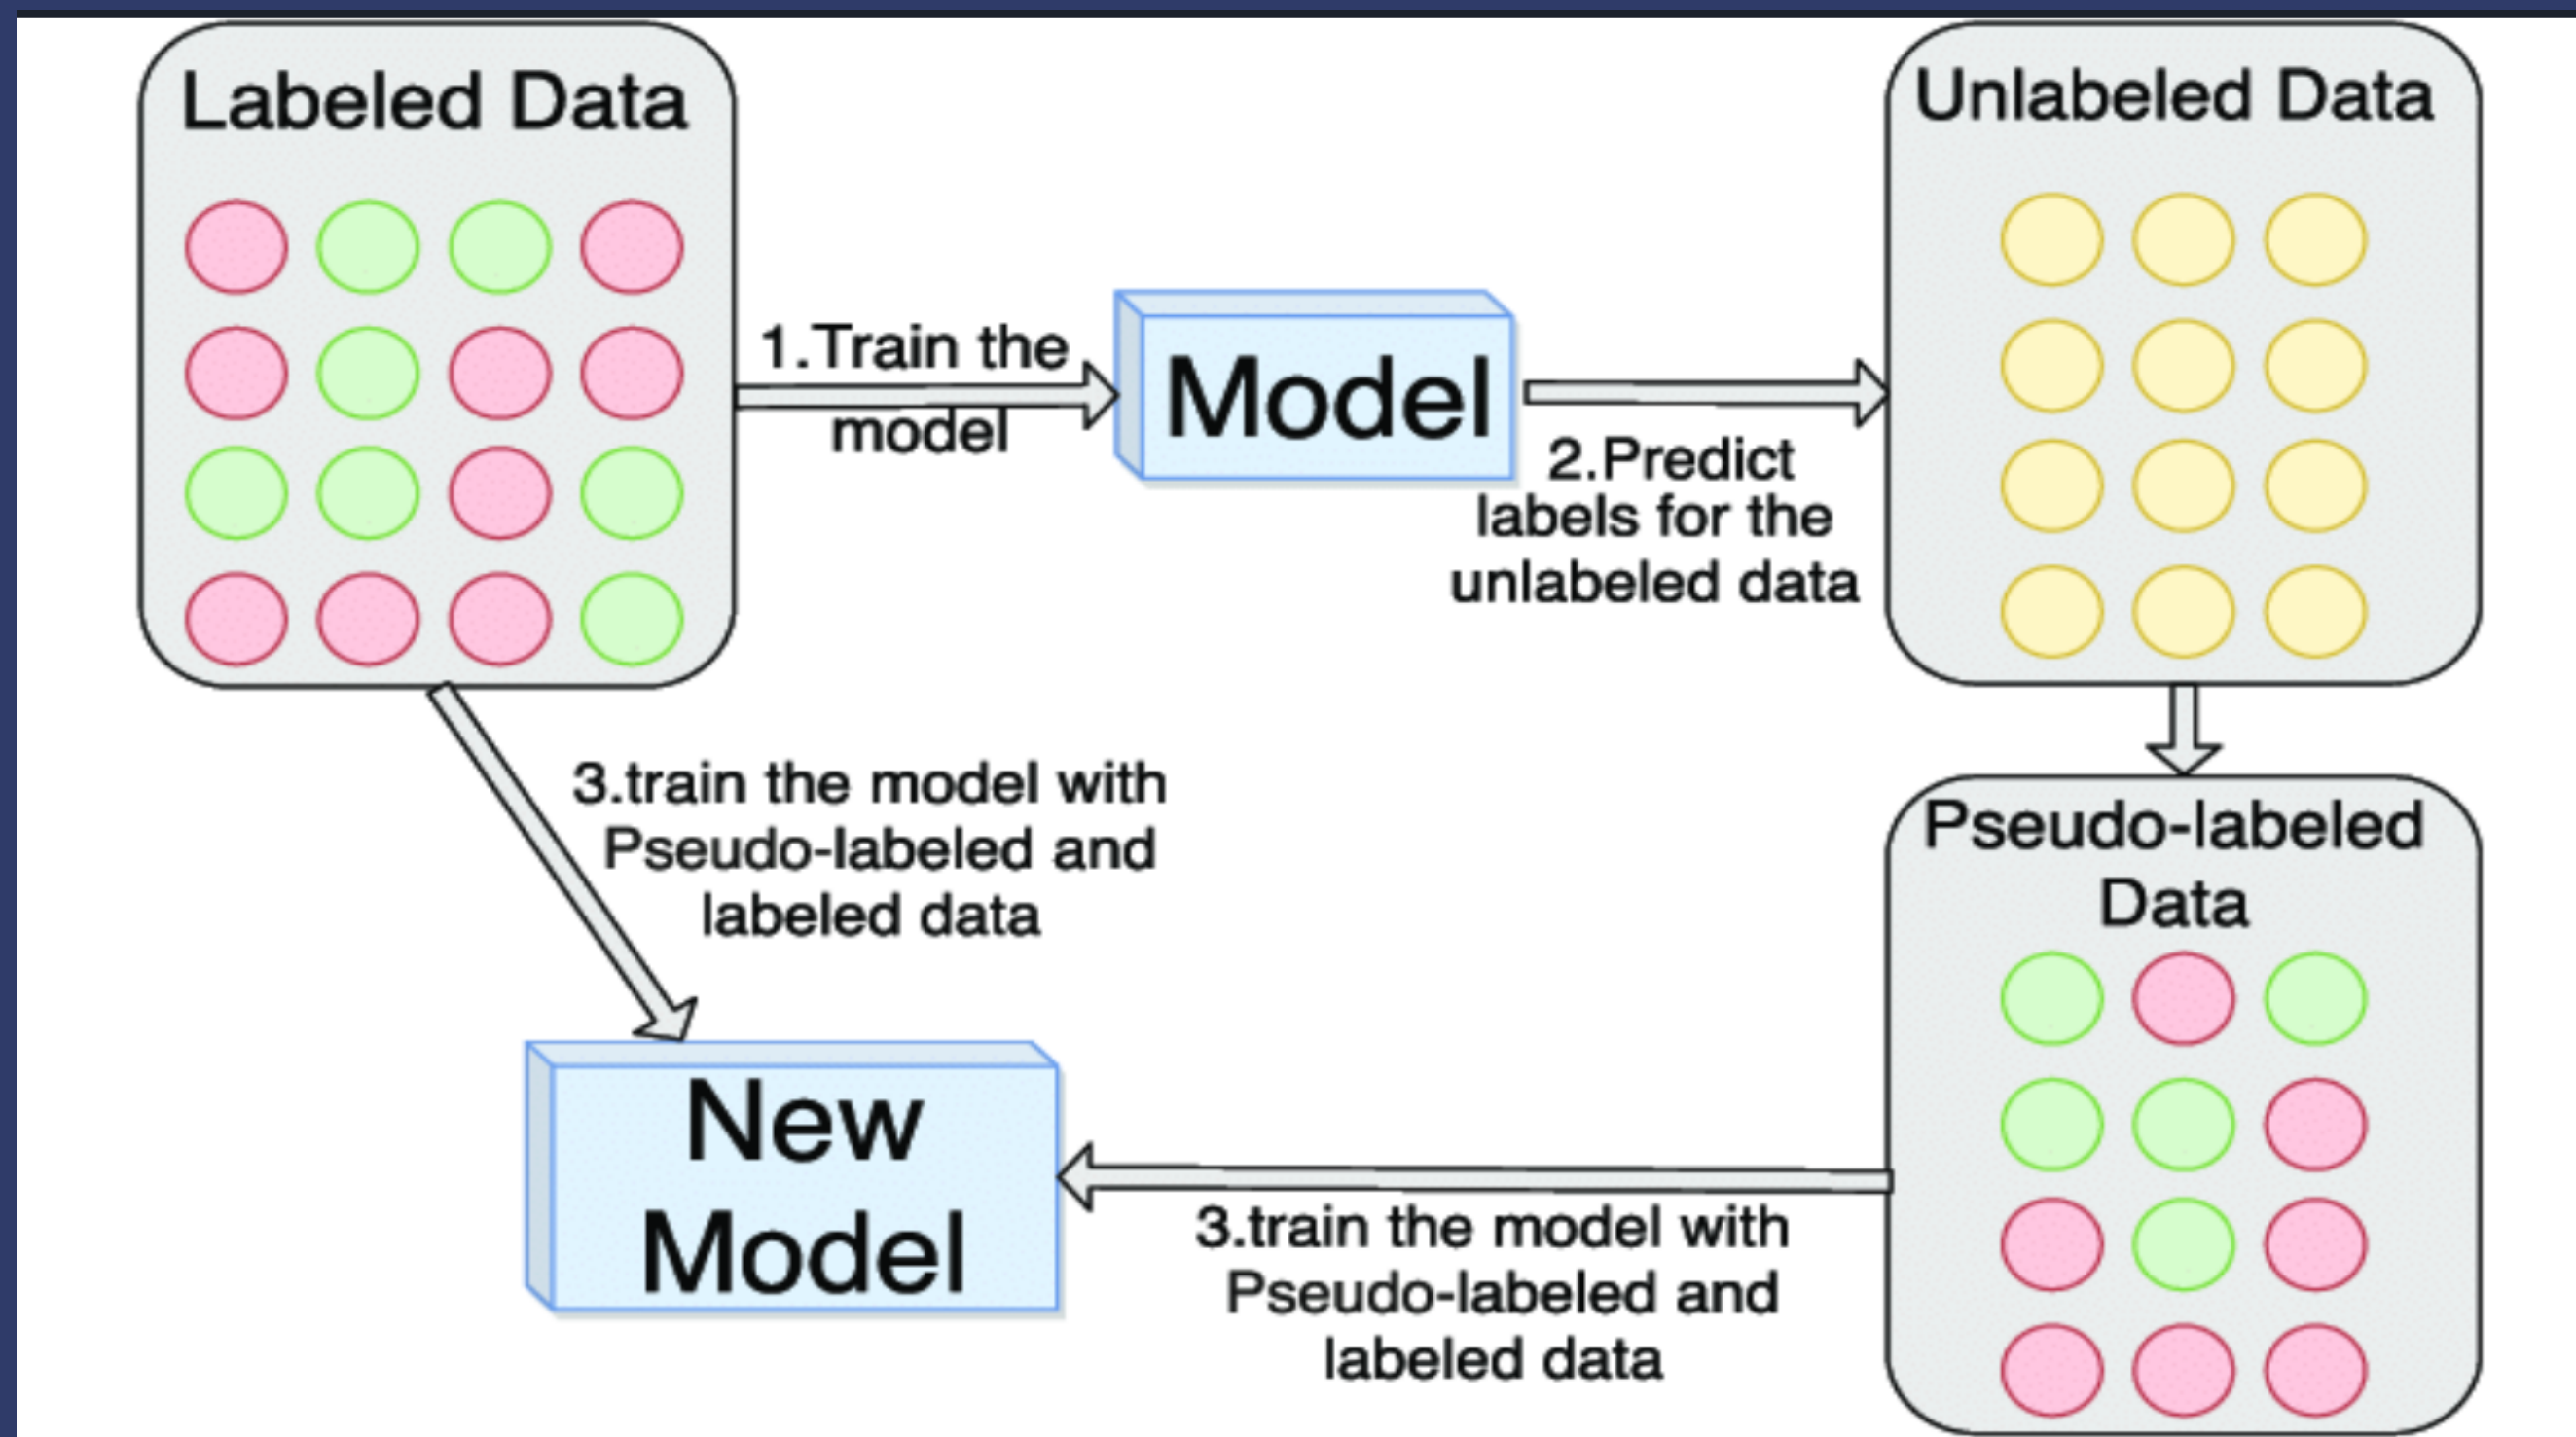 Labeled Data
1.Train the
model
Model
2.Predict
labels for the
unlabeled data
Unlabeled Data
Pseudo-labeled
Data
3.train the model with
Pseudo-labeled and
labeled data
New
Model
3.train the model with
Pseudo-labeled and
labeled data